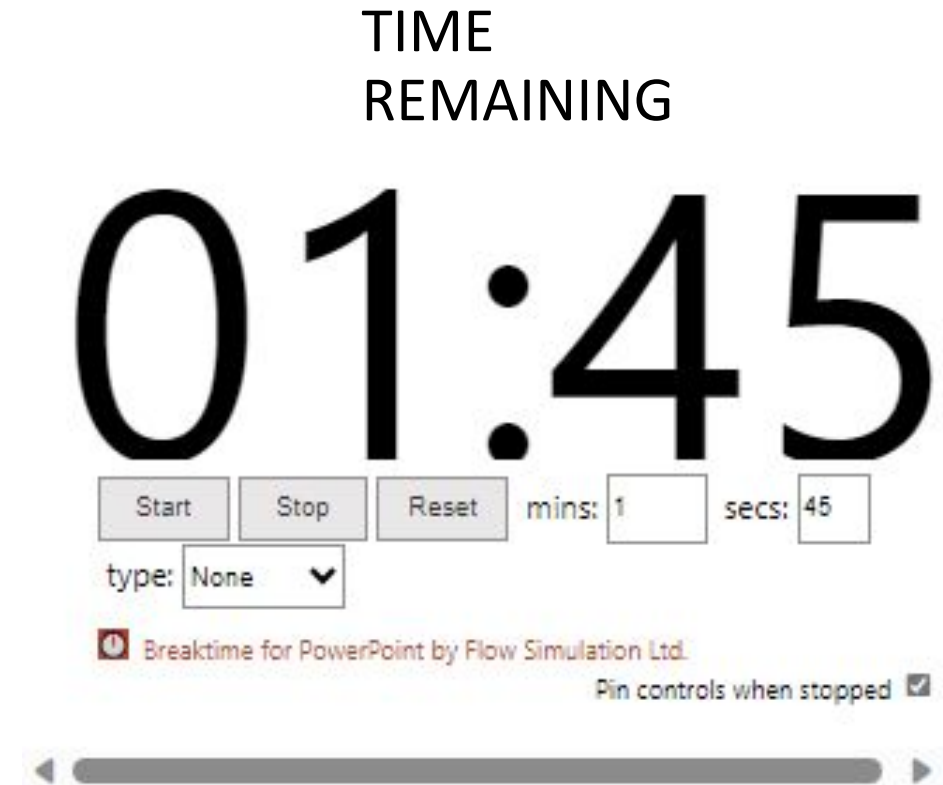 TIME
REMAINING
01:45
Start Stop Reset mins: 1 secs: 45
type: None
Breaktime for PowerPoint by Flow Simulation Ltd.
Pin controls when stopped